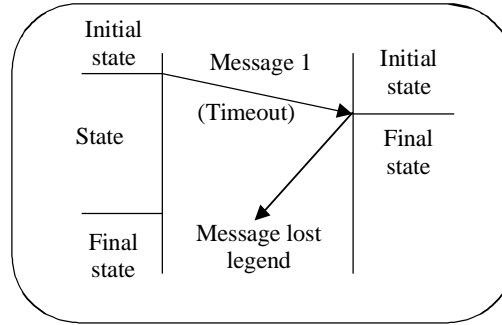 Initial
state
Message 1
Initial
state
(Timeout)
State
Final
state
Message lost
legend
Final
state